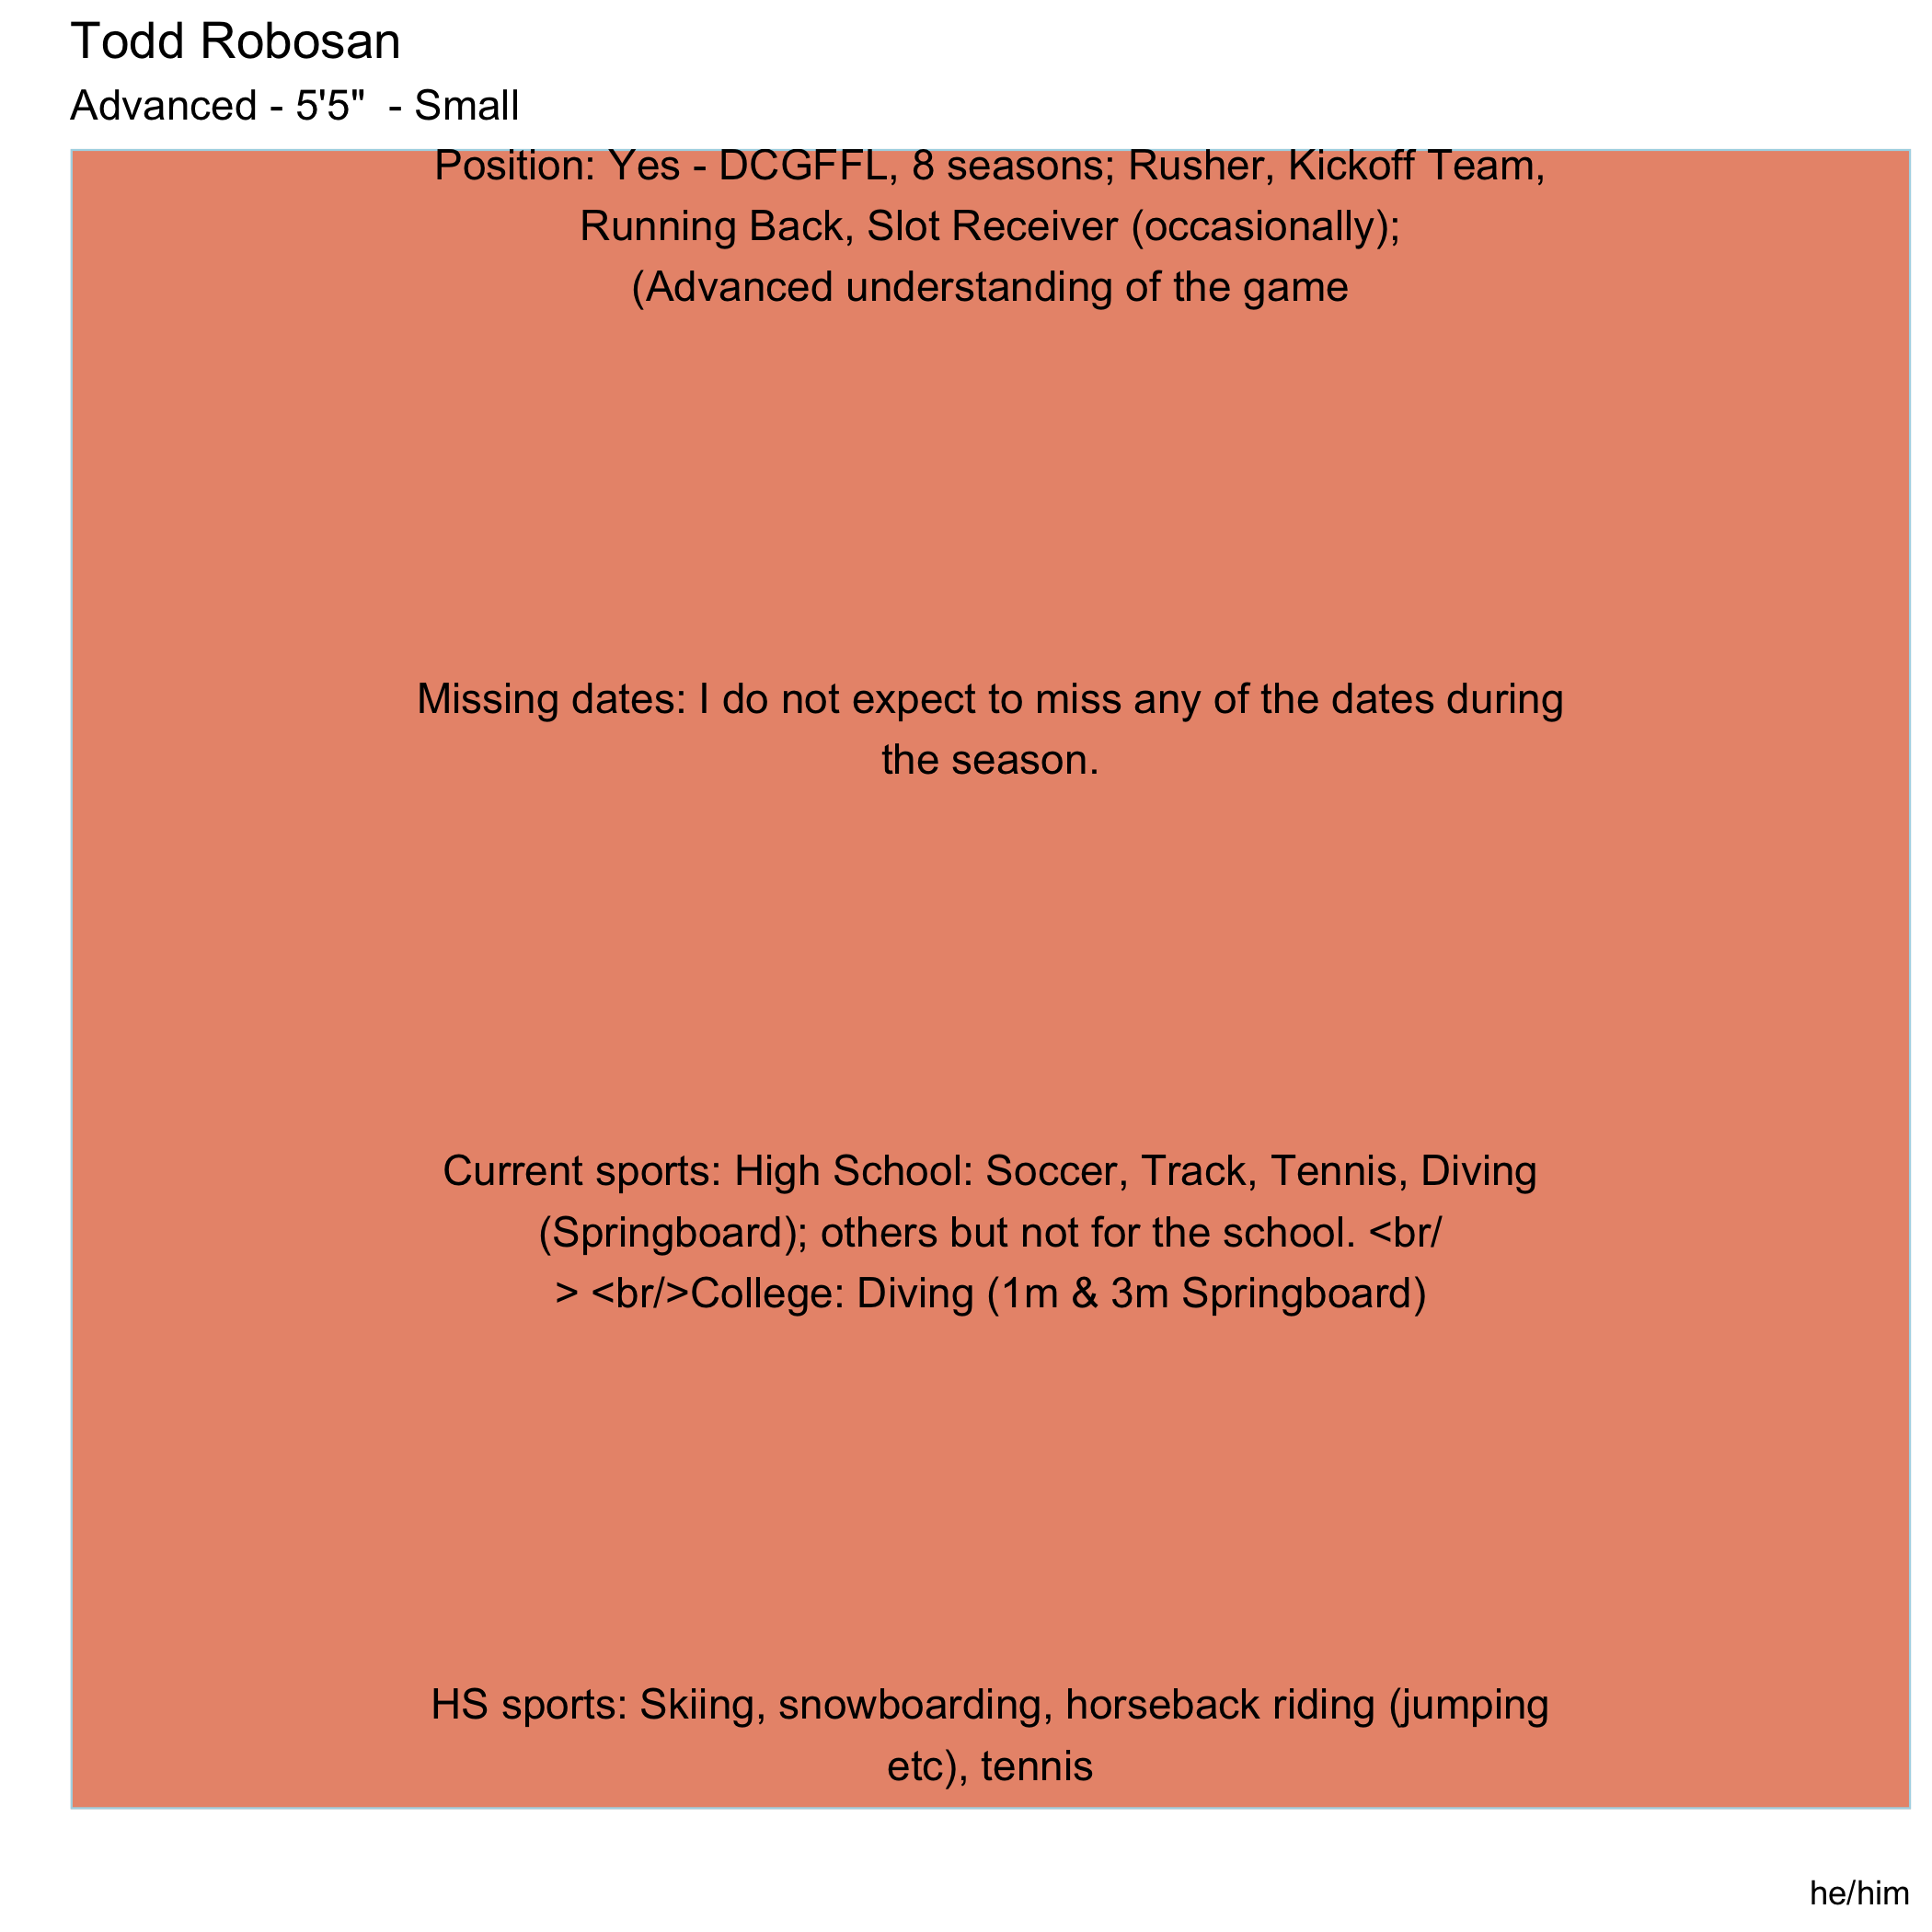 Todd Robosan
Advanced - 5'5"  - Small
Position: Yes - DCGFFL, 8 seasons; Rusher, Kickoff Team,
Running Back, Slot Receiver (occasionally);
(Advanced understanding of the game
Missing dates: I do not expect to miss any of the dates during
the season.
Current sports: High School: Soccer, Track, Tennis, Diving
(Springboard); others but not for the school. <br/
> <br/>College: Diving (1m & 3m Springboard)
HS sports: Skiing, snowboarding, horseback riding (jumping
etc), tennis
he/him